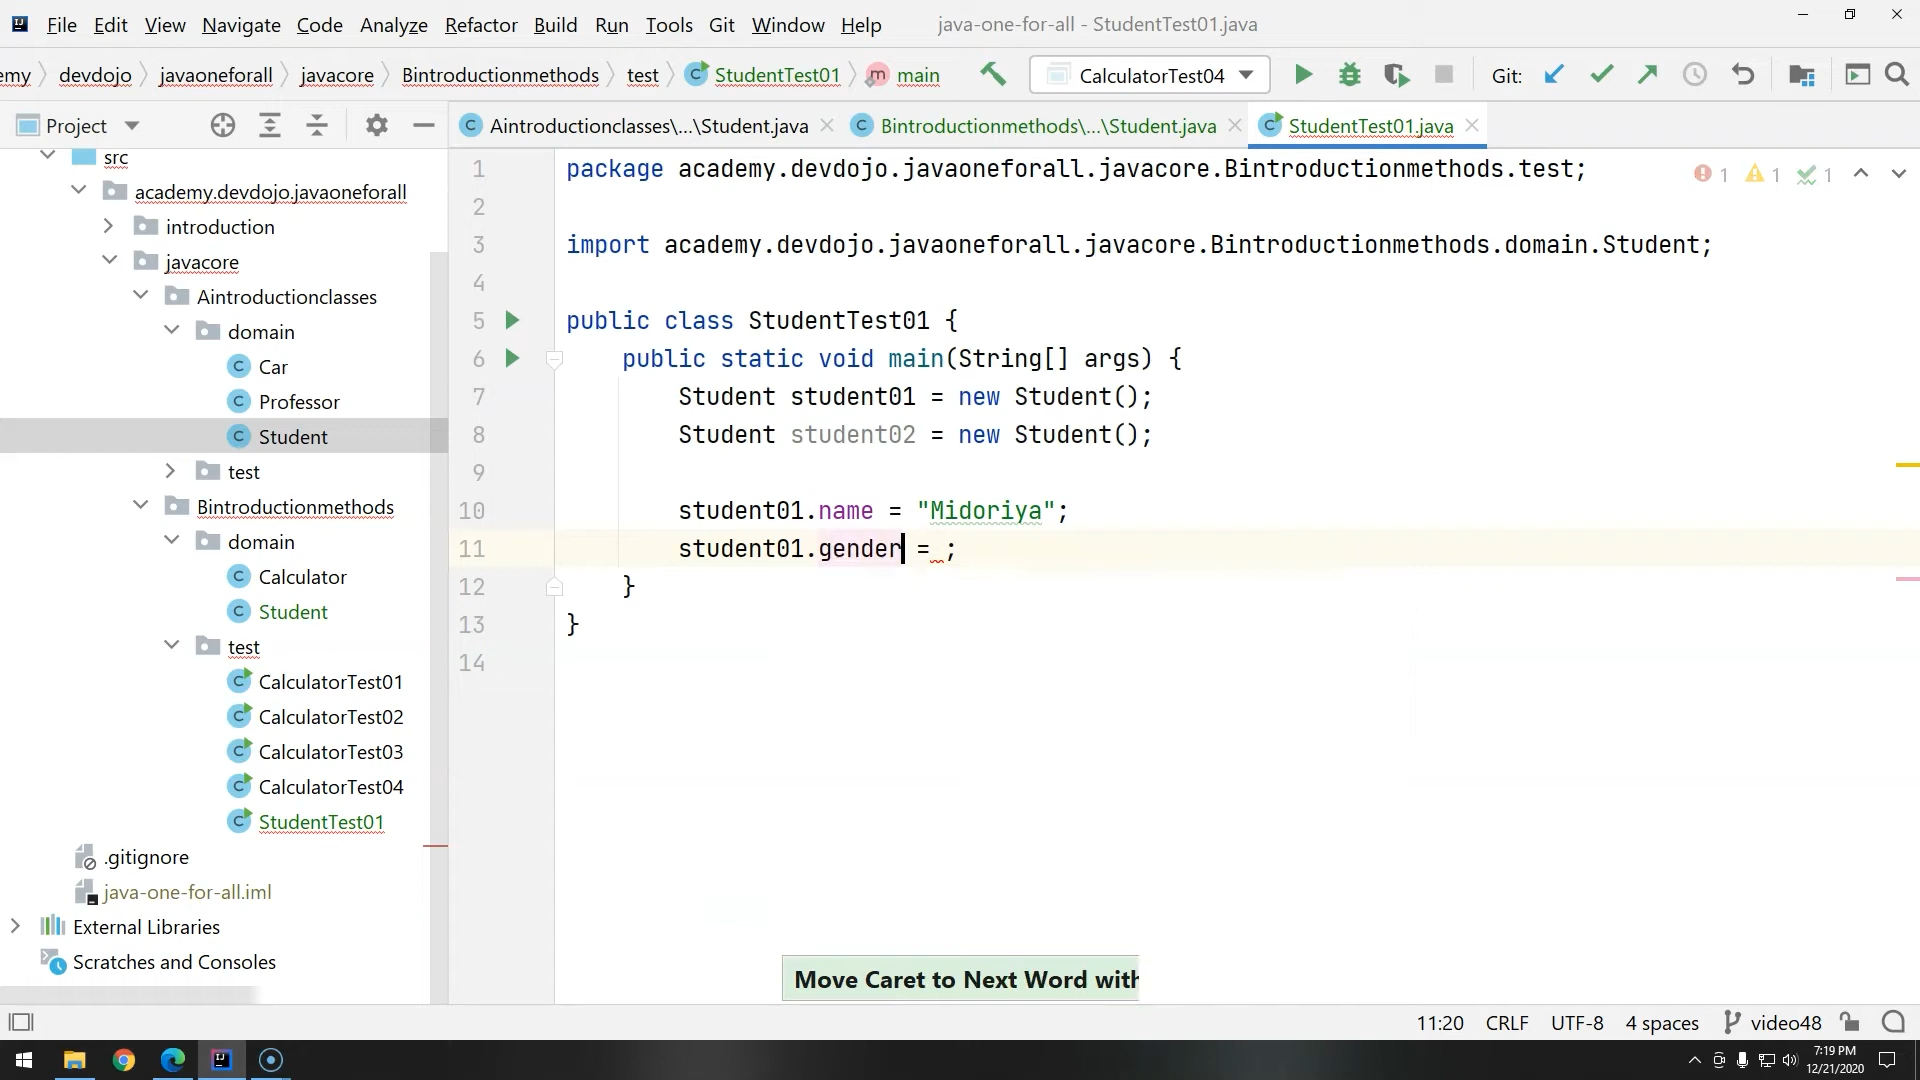 File Edit View Navigate Code Analyze Refactor Build Run Tools Git Window Help java-one-for-all - StudentTest01.java
emy devdojo javaoneforall javacore Bintroductionmethods test StudentTest01 main CalculatorTest04 Git:
Project Aintroductionclasses\...\Student.java Bintroductionmethods\...\Student.java StudentTest01.java
src
academy.devdojo.javaoneforall
introduction
javacore
Aintroductionclasses
domain
Car
Professor
Student
test
Bintroductionmethods
domain
Calculator
Student
test
CalculatorTest01
CalculatorTest02
CalculatorTest03
CalculatorTest04
StudentTest01
.gitignore
java-one-for-all.iml
External Libraries
Scratches and Consoles
1 package academy.devdojo.javaoneforall.javacore.Bintroductionmethods.test; 1 1 1
2
3 import academy.devdojo.javaoneforall.javacore.Bintroductionmethods.domain.Student;
4
5 public class StudentTest01 {
6 public static void main(String[] args) {
7 Student student01 = new Student();
8 Student student02 = new Student();
9
10 student01.name = "Midoriya";
11 student01.gender = ;
12 }
13 }
14
Move Caret to Next Word with
11:20 CRLF UTF-8 4 spaces video48
7:19 PM
12/21/2020